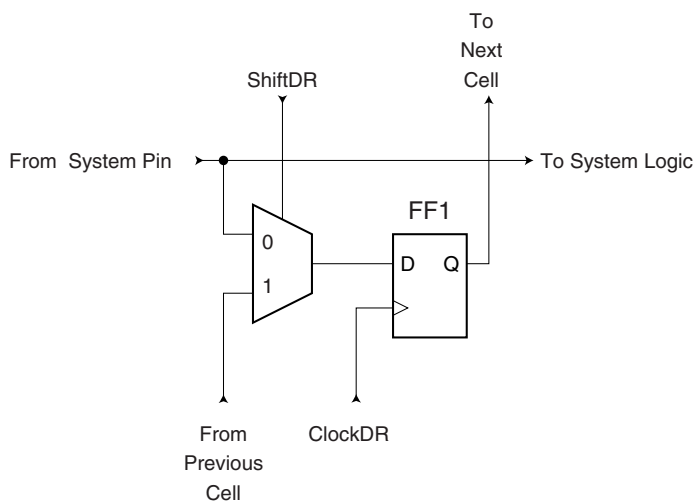 To
Next
Cell
ShiftDR
From System Pin
To System Logic
FF1
0
D Q
1
From
Previous
Cell
ClockDR